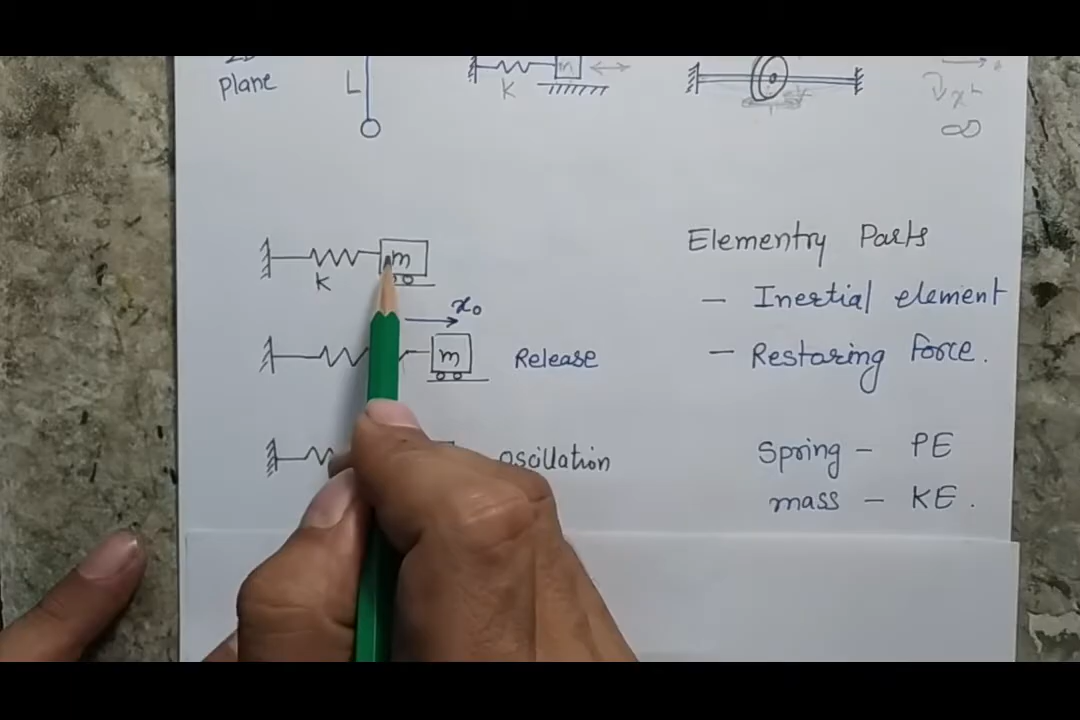 plane
L
K
m
∞
m
K
x₀
m
Release
oscillation
Elementry Parts
- Inertial element
- Restoring Force.
Spring - PE
mass - KE.